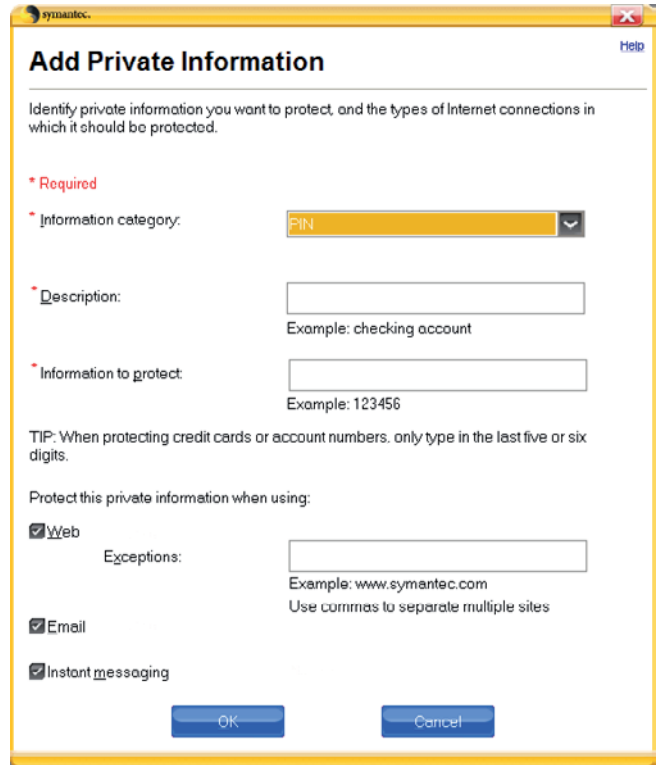 symantec.
Help
Add Private Information
Identify private information you want to protect, and the types of Internet connections in
which it should be protected.
* Required
* Information category:
PIN
* Description:
Example: checking account
* Information to protect:
Example: 123456
TIP: When protecting credit cards or account numbers, only type in the last five or six
digits.
Protect this private information when using:
Web
Exceptions:
Example: www.symantec.com
Use commas to separate multiple sites
Email
Instant messaging
OK Cancel